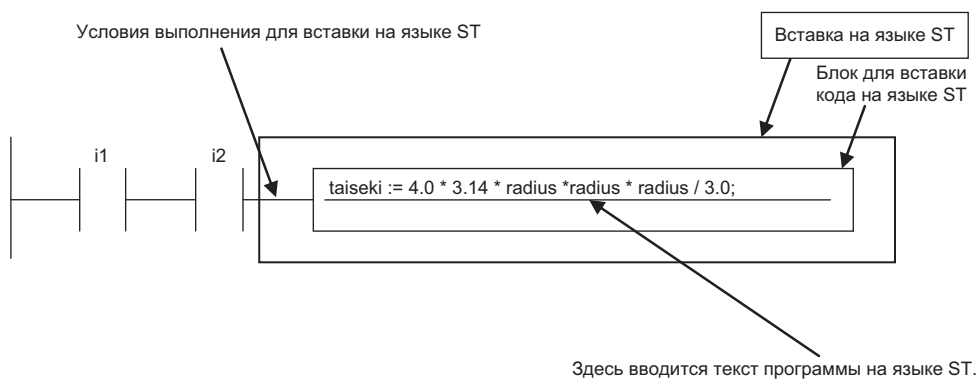 Условия выполнения для вставки на языке ST
Вставка на языке ST
Блок для вставки
кода на языке ST
i1
i2
taiseki := 4.0 * 3.14 * radius *radius * radius / 3.0;
Здесь вводится текст программы на языке ST.